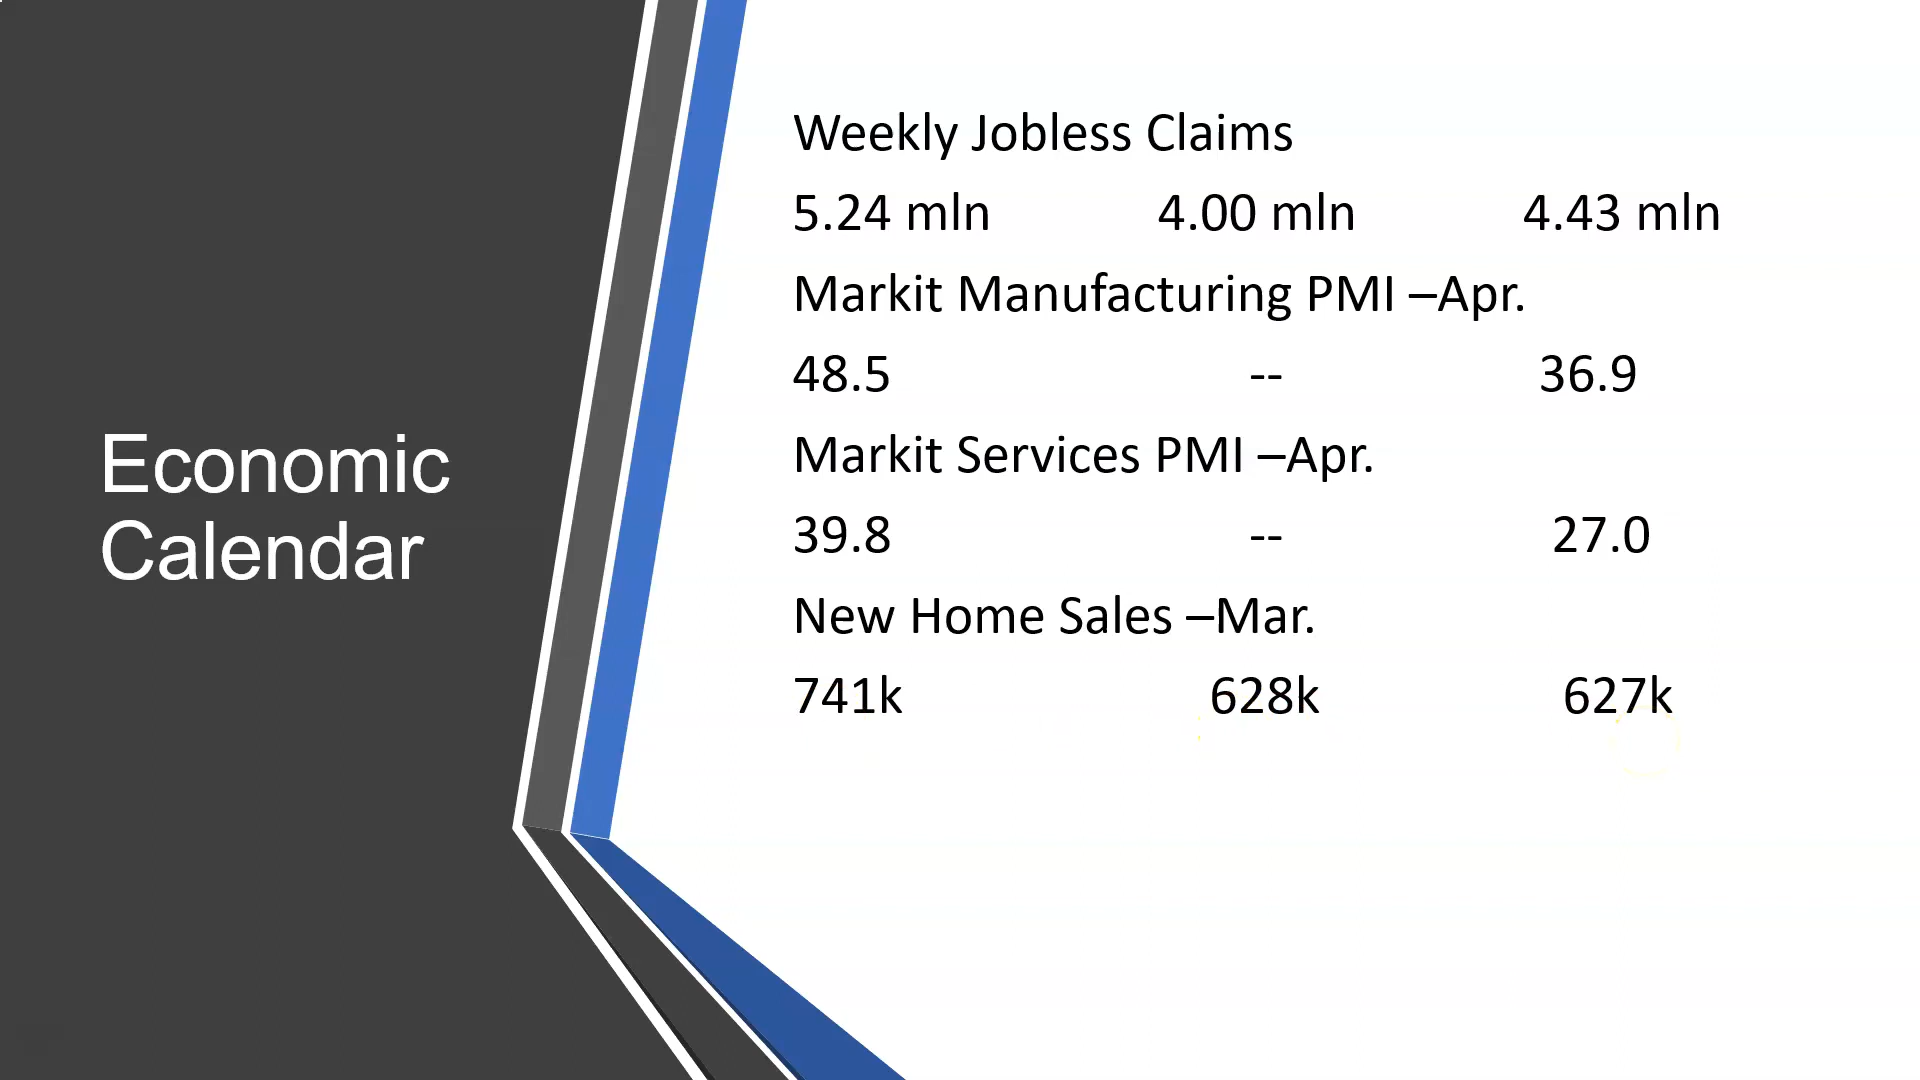 Economic
Calendar
Weekly Jobless Claims
5.24 mln 4.00 mln 4.43 mln
Markit Manufacturing PMI –Apr.
48.5 -- 36.9
Markit Services PMI –Apr.
39.8 -- 27.0
New Home Sales –Mar.
741k 628k 627k